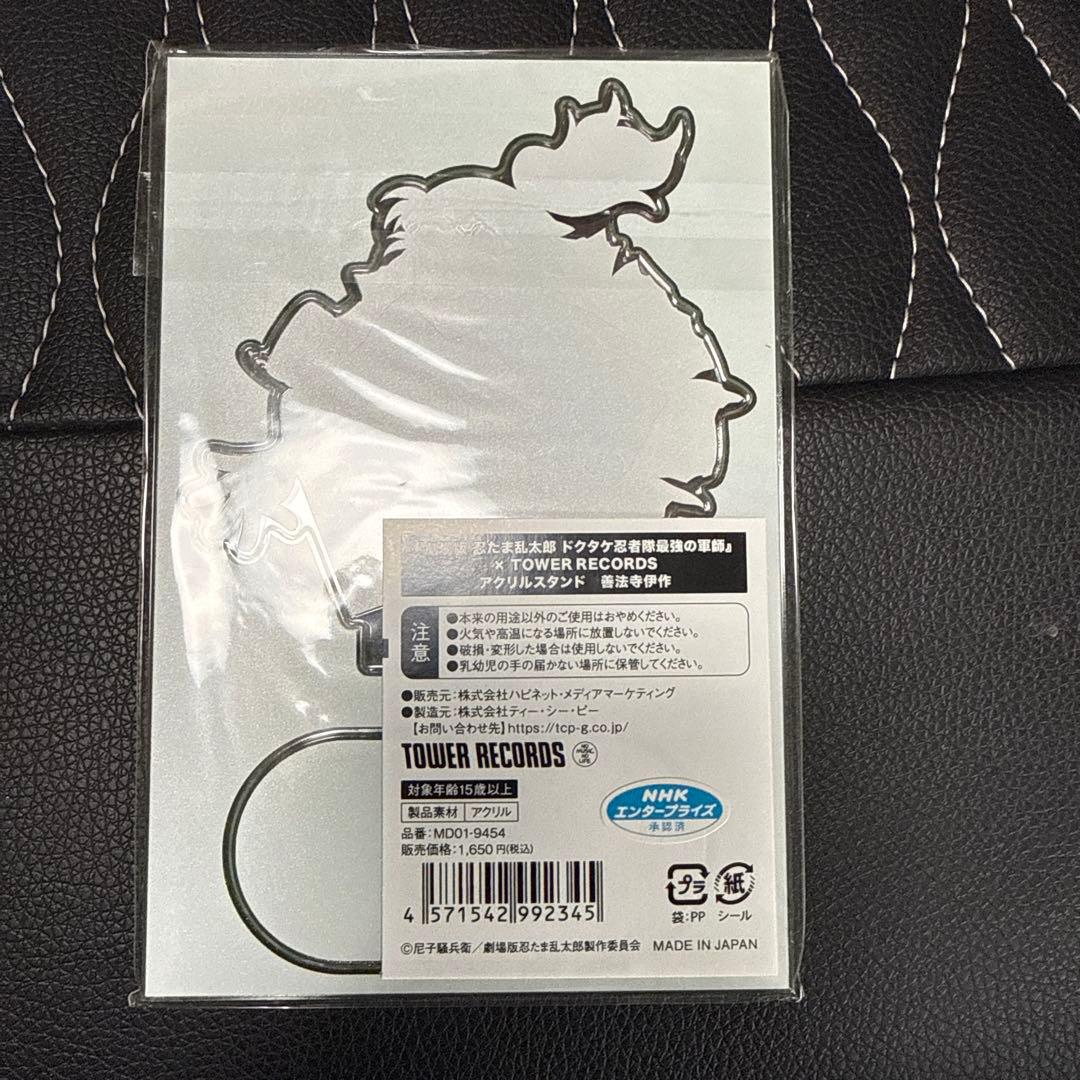 忍たま乱太郎 ドクタケ忍者隊最強の軍師』
× TOWER RECORDS
アクリルスタンド 善法寺伊作
注意
●本来の用途以外のご使用はおやめください。
●火気や高温になる場所に放置しないでください。
●破損・変形した場合は使用しないでください。
●乳幼児の手の届かない場所に保管してください。
●販売元：株式会社ハピネット・メディアマーケティング
●製造元：株式会社ティー・シー・ピー
【お問い合わせ先】https://tcp-g.co.jp/
TOWER RECORDS
NO MUSIC NO LIFE
対象年齢15歳以上
製品素材 アクリル
品番：MD01-9454
販売価格：1,650円(税込)
NHK
エンタープライズ
承認済
4 571542 992345
プラ 紙
袋：PP シール
©尼子騒兵衛／劇場版忍たま乱太郎製作委員会 MADE IN JAPAN